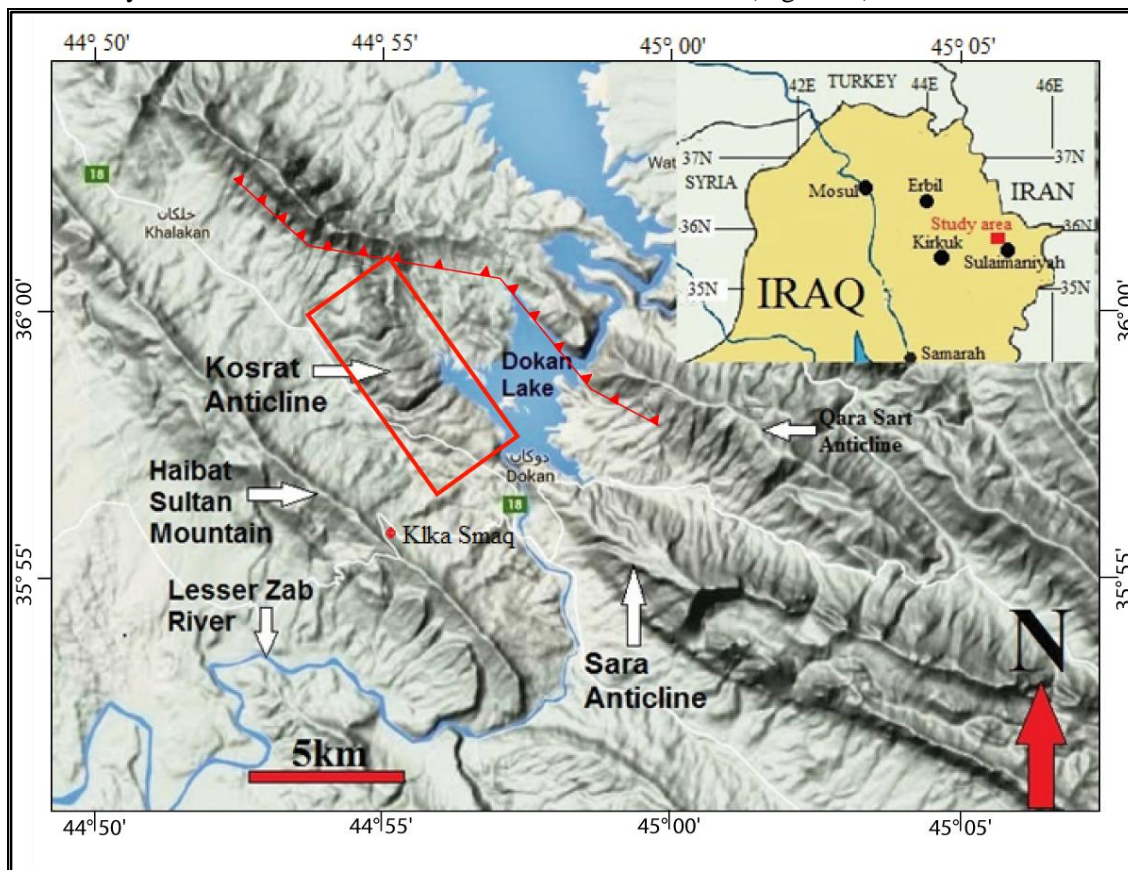 44° 50'
44° 55'
45° 00'
45° 05'
42E
TURKEY
44E
46E
37N
37N
SYRIA
Mosul
Erbil
IRAN
36N
Study area
36N
Kirkuk
Sulaimaniyah
35N
35N
IRAQ
Samarah
18
خلكان
Khalakan
Wat
36° 00'
36° 00'
Kosrat
Anticline
Dokan
Lake
Qara Sart
Anticline
دوكان
Dokan
Haibat
Sultan
Mountain
18
Klka Smaq
35° 55'
35° 55'
Lesser Zab
River
Sara
Anticline
N
5km
44° 50'
44° 55'
45° 00'
45° 05'